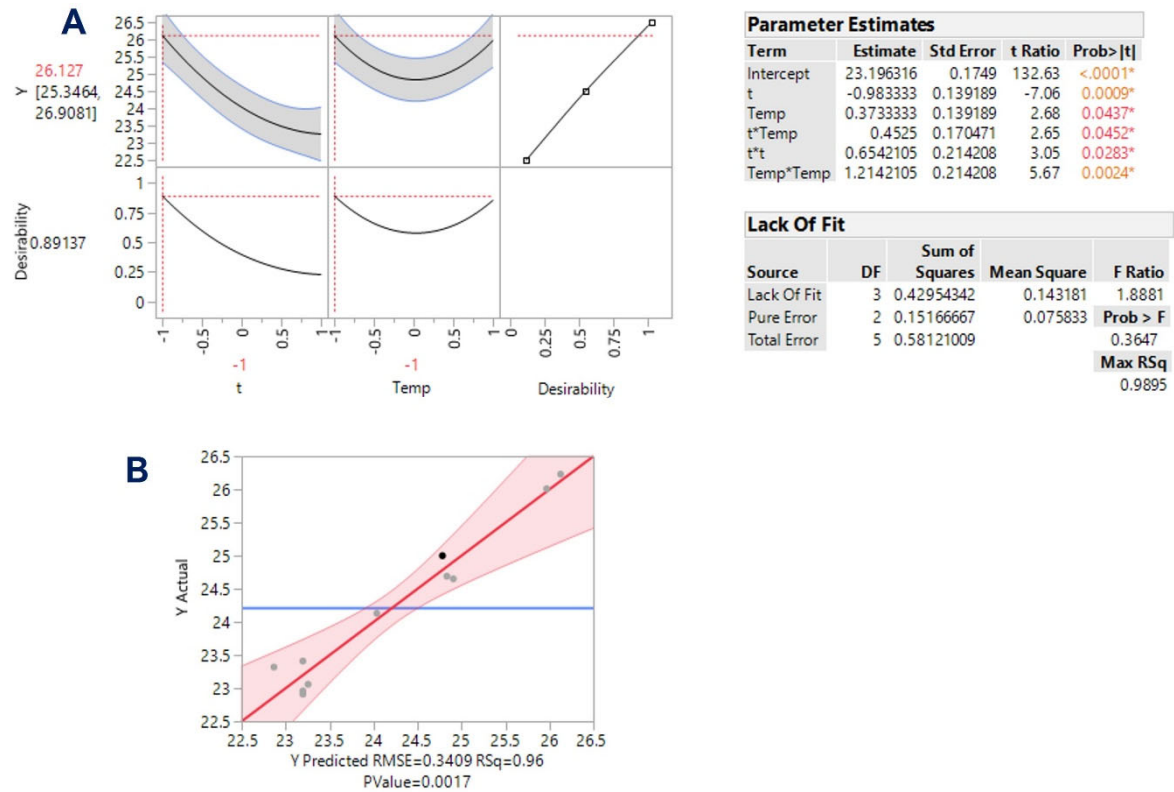 A
Y
26.127
[25.3464,
26.9081]
26.5
26
25.5
25
24.5
24
23.5
23
22.5
Desirability
0.89137
1
0.75
0.5
0.25
0
-1 -0.5 0 0.5 1
-1
t
-1 -0.5 0 0.5 1
-1
Temp
0 0.25 0.5 0.75 1
Desirability
Parameter Estimates
Term Estimate Std Error t Ratio Prob>|t|
Intercept 23.196316 0.1749 132.63 <.0001*
t -0.983333 0.139189 -7.06 0.0009*
Temp 0.3733333 0.139189 2.68 0.0437*
t*Temp 0.4525 0.170471 2.65 0.0452*
t*t 0.6542105 0.214208 3.05 0.0283*
Temp*Temp 1.2142105 0.214208 5.67 0.0024*
Lack Of Fit
Sum of
Source DF Squares Mean Square F Ratio
Lack Of Fit 3 0.42954342 0.143181 1.8881
Pure Error 2 0.15166667 0.075833 Prob > F
Total Error 5 0.58121009 0.3647
Max RSq
0.9895
B
Y Actual
26.5
26
25.5
25
24.5
24
23.5
23
22.5
22.5 23 23.5 24 24.5 25 25.5 26 26.5
Y Predicted RMSE=0.3409 RSq=0.96
PValue=0.0017